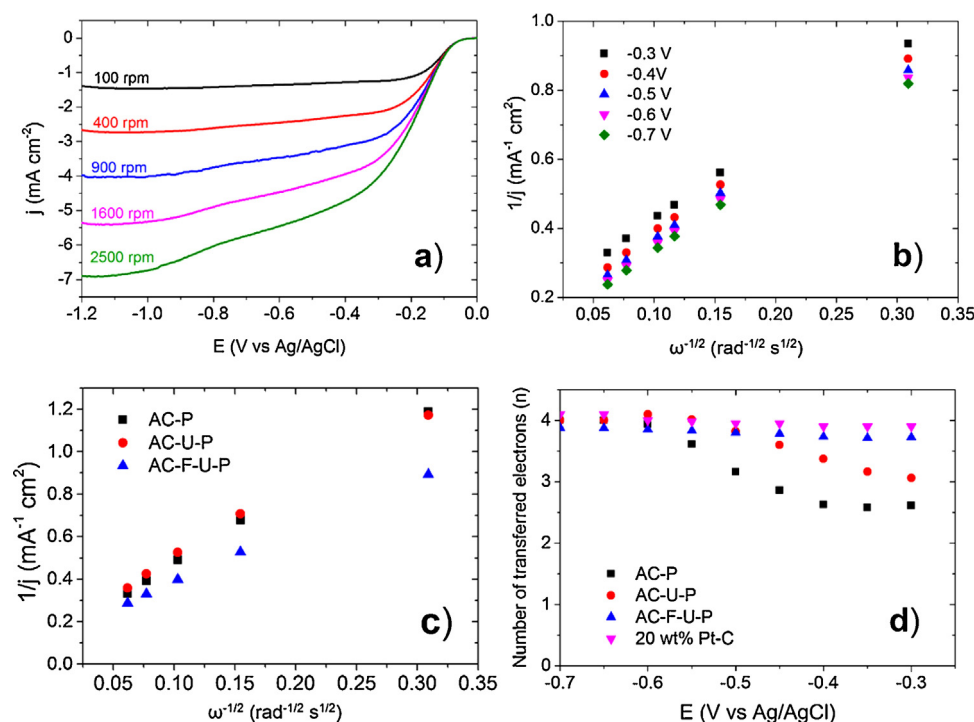 0
-1
-2
-3
-4
-5
-6
-7
j (mA cm-2)
100 rpm
400 rpm
900 rpm
1600 rpm
2500 rpm
a)
-1.2 -1.0 -0.8 -0.6 -0.4 -0.2 0.0
E (V vs Ag/AgCl)
1.0
0.8
0.6
0.4
0.2
1/j (mA-1 cm2)
-0.3 V
-0.4V
-0.5 V
-0.6 V
-0.7 V
b)
0.05 0.10 0.15 0.20 0.25 0.30 0.35
ω-1/2 (rad-1/2 s1/2)
1.2
1.0
0.8
0.6
0.4
0.2
0.0
1/j (mA-1 cm2)
AC-P
AC-U-P
AC-F-U-P
c)
0.05 0.10 0.15 0.20 0.25 0.30 0.35
ω-1/2 (rad-1/2 s1/2)
4
3
2
1
0
Number of transferred electrons (n)
AC-P
AC-U-P
AC-F-U-P
20 wt% Pt-C
d)
-0.7 -0.6 -0.5 -0.4 -0.3
E (V vs Ag/AgCl)